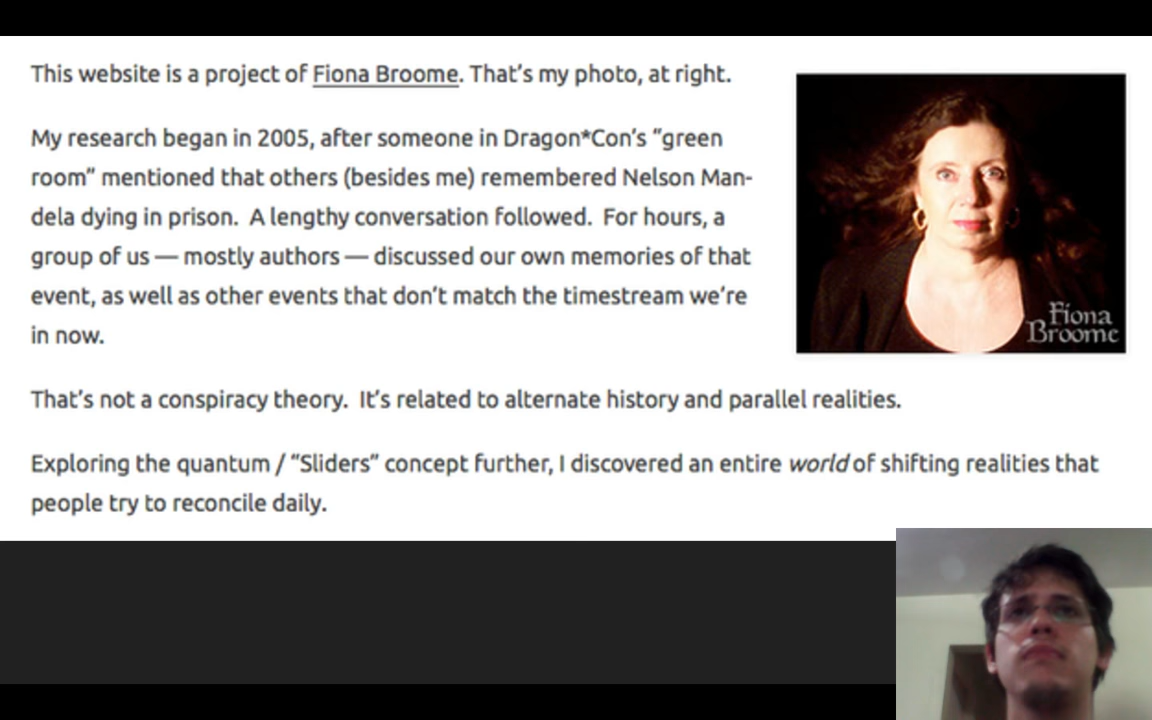 This website is a project of Fiona Broome. That's my photo, at right.
My research began in 2005, after someone in Dragon*Con's "green
room" mentioned that others (besides me) remembered Nelson Man-
dela dying in prison.  A lengthy conversation followed.  For hours, a
group of us — mostly authors — discussed our own memories of that
event, as well as other events that don't match the timestream we're
in now.
Fiona
Broome
That's not a conspiracy theory.  It's related to alternate history and parallel realities.
Exploring the quantum / "Sliders" concept further, I discovered an entire world of shifting realities that
people try to reconcile daily.